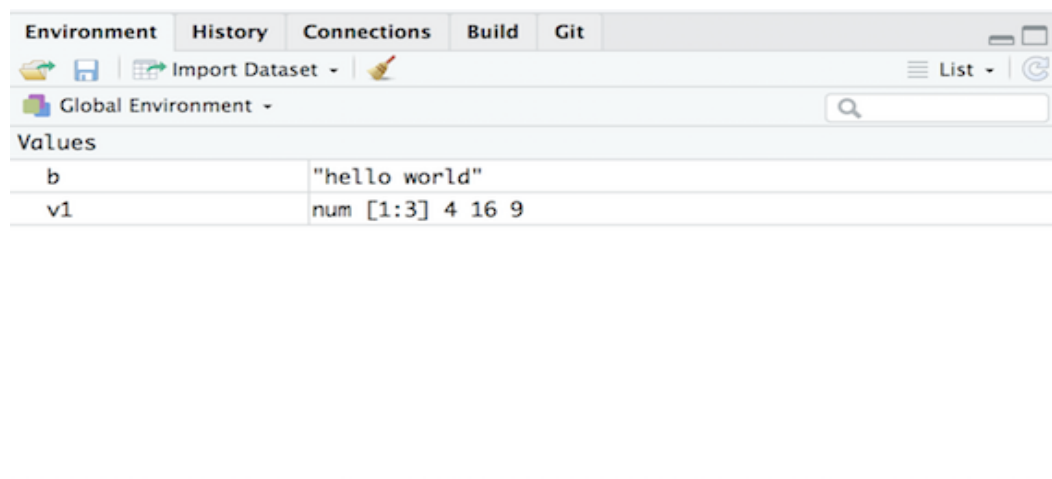 Environment History Connections Build Git
Import Dataset List
Global Environment
Values
b "hello world"
v1 num [1:3] 4 16 9